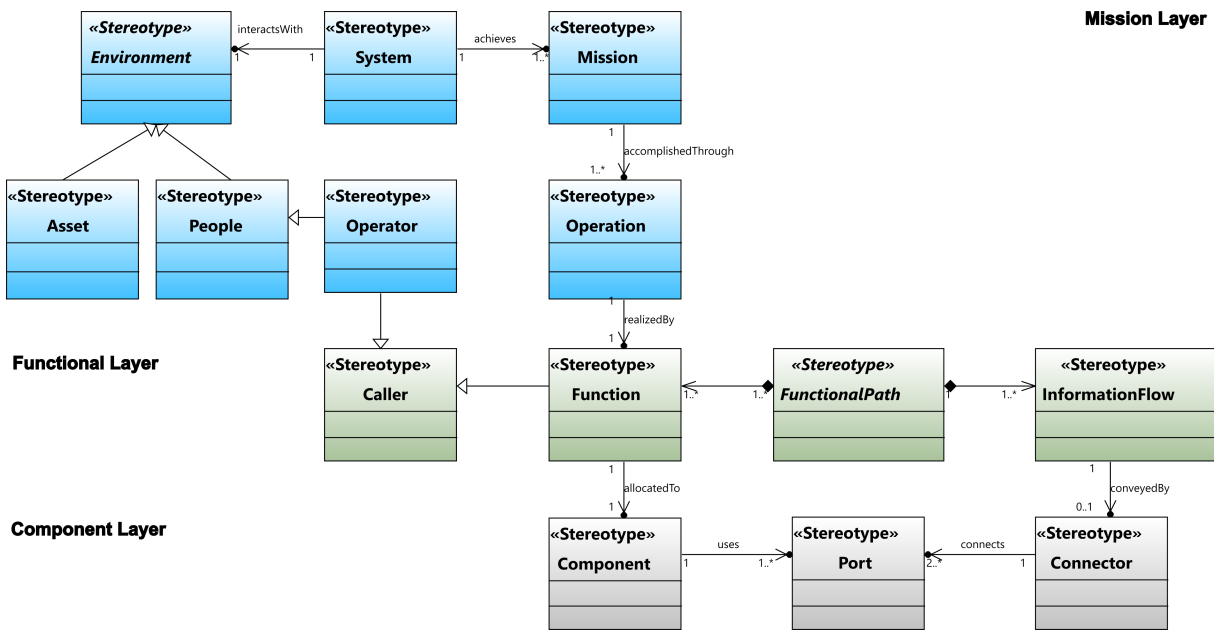 Mission Layer
«Stereotype»
Environment
interactsWith
1
1
«Stereotype»
System
achieves
1
1..*
«Stereotype»
Mission
1
accomplishedThrough
1..*
«Stereotype»
Asset
«Stereotype»
People
«Stereotype»
Operator
«Stereotype»
Operation
1
realizedBy
1
Functional Layer
«Stereotype»
Caller
«Stereotype»
Function
1..*
1..*
«Stereotype»
FunctionalPath
1
1..*
«Stereotype»
InformationFlow
1
allocatedTo
1
1
conveyedBy
0..1
Component Layer
«Stereotype»
Component
uses
1
1..*
«Stereotype»
Port
connects
2..*
1
«Stereotype»
Connector